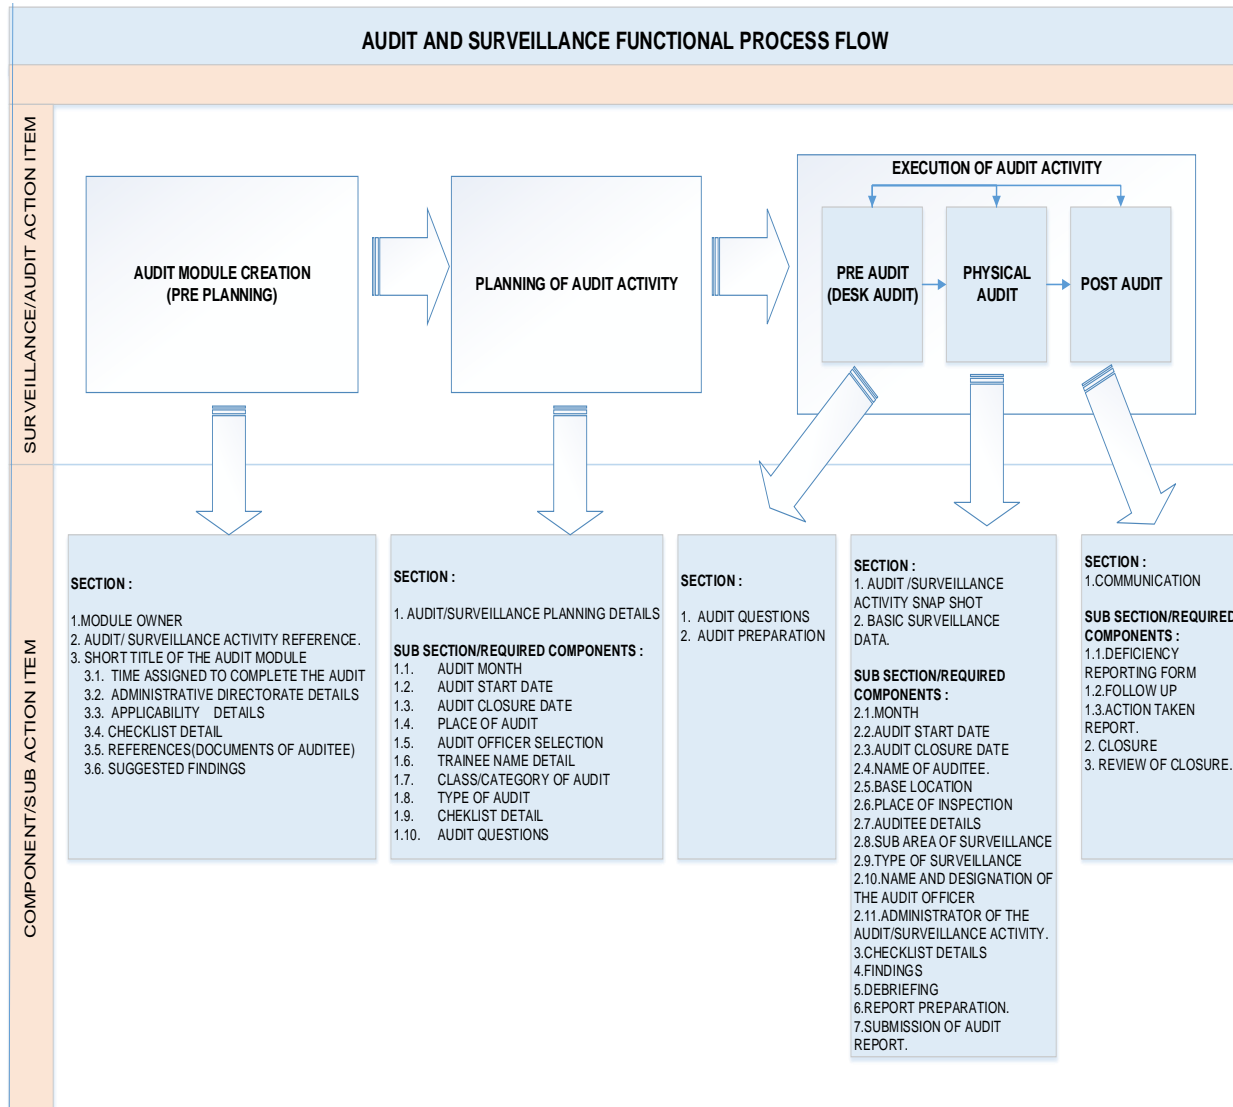 AUDIT AND SURVEILLANCE FUNCTIONAL PROCESS FLOW
SURVEILLANCE/AUDIT ACTION ITEM
AUDIT MODULE CREATION
(PRE PLANNING)
PLANNING OF AUDIT ACTIVITY
EXECUTION OF AUDIT ACTIVITY
PRE AUDIT
(DESK AUDIT)
PHYSICAL
AUDIT
POST AUDIT
COMPONENT/SUB ACTION ITEM
SECTION :
1.MODULE OWNER
2. AUDIT/ SURVEILLANCE ACTIVITY REFERENCE.
3. SHORT TITLE OF THE AUDIT MODULE
3.1. TIME ASSIGNED TO COMPLETE THE AUDIT
3.2. ADMINISTRATIVE DIRECTORATE DETAILS
3.3. APPLICABILITY DETAILS
3.4. CHECKLIST DETAIL
3.5. REFERENCES(DOCUMENTS OF AUDITEE)
3.6. SUGGESTED FINDINGS
SECTION :
1. AUDIT/SURVEILLANCE PLANNING DETAILS
SUB SECTION/REQUIRED COMPONENTS :
1.1. AUDIT MONTH
1.2. AUDIT START DATE
1.3. AUDIT CLOSURE DATE
1.4. PLACE OF AUDIT
1.5. AUDIT OFFICER SELECTION
1.6. TRAINEE NAME DETAIL
1.7. CLASS/CATEGORY OF AUDIT
1.8. TYPE OF AUDIT
1.9. CHEKLIST DETAIL
1.10. AUDIT QUESTIONS
SECTION :
1. AUDIT QUESTIONS
2. AUDIT PREPARATION
SECTION :
1. AUDIT /SURVEILLANCE
ACTIVITY SNAP SHOT
2. BASIC SURVEILLANCE
DATA.
SUB SECTION/REQUIRED
COMPONENTS :
2.1.MONTH
2.2.AUDIT START DATE
2.3.AUDIT CLOSURE DATE
2.4.NAME OF AUDITEE.
2.5.BASE LOCATION
2.6.PLACE OF INSPECTION
2.7.AUDITEE DETAILS
2.8.SUB AREA OF SURVEILLANCE
2.9.TYPE OF SURVEILLANCE
2.10.NAME AND DESIGNATION OF
THE AUDIT OFFICER
2.11.ADMINISTRATOR OF THE
AUDIT/SURVEILLANCE ACTIVITY.
3.CHECKLIST DETAILS
4.FINDINGS
5.DEBRIEFING
6.REPORT PREPARATION.
7.SUBMISSION OF AUDIT
REPORT.
SECTION :
1.COMMUNICATION
SUB SECTION/REQUIRED
COMPONENTS :
1.1.DEFICIENCY
REPORTING FORM
1.2.FOLLOW UP
1.3.ACTION TAKEN
REPORT.
2. CLOSURE
3. REVIEW OF CLOSURE.